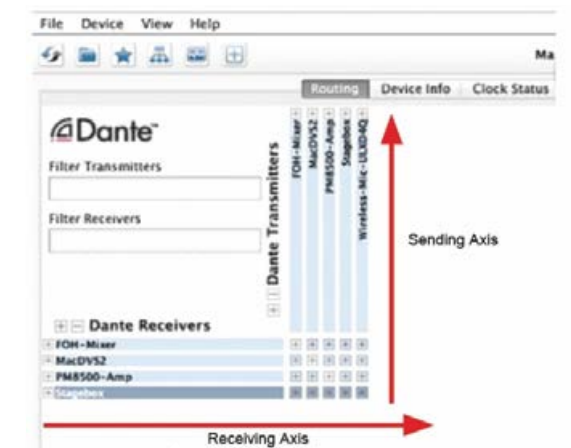 File Device View Help
Ma
Routing Device Info Clock Status
Dante™
Filter Transmitters
Filter Receivers
Dante Transmitters
FOH-Mixer
MacDVS2
PM8500-Amp
Stagebox
Wireless-Mic-ULXD4Q
Sending Axis
Dante Receivers
FOH-Mixer
MacDVS2
PM8500-Amp
Stagebox
Receiving Axis